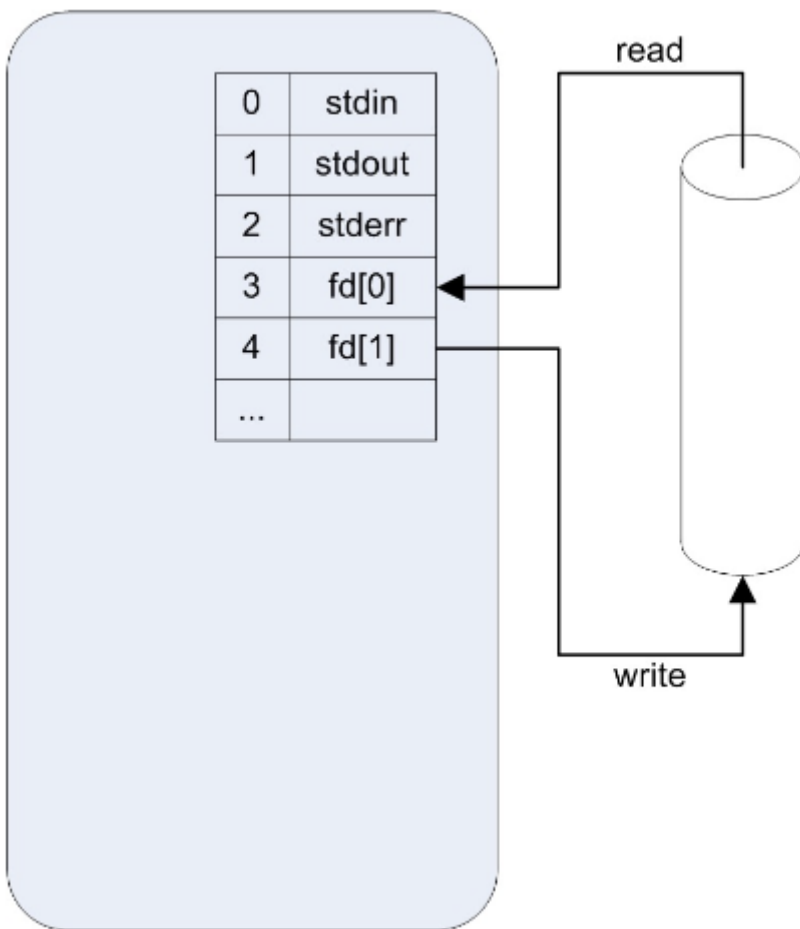 read
0 stdin
1 stdout
2 stderr
3 fd[0]
4 fd[1]
...
write